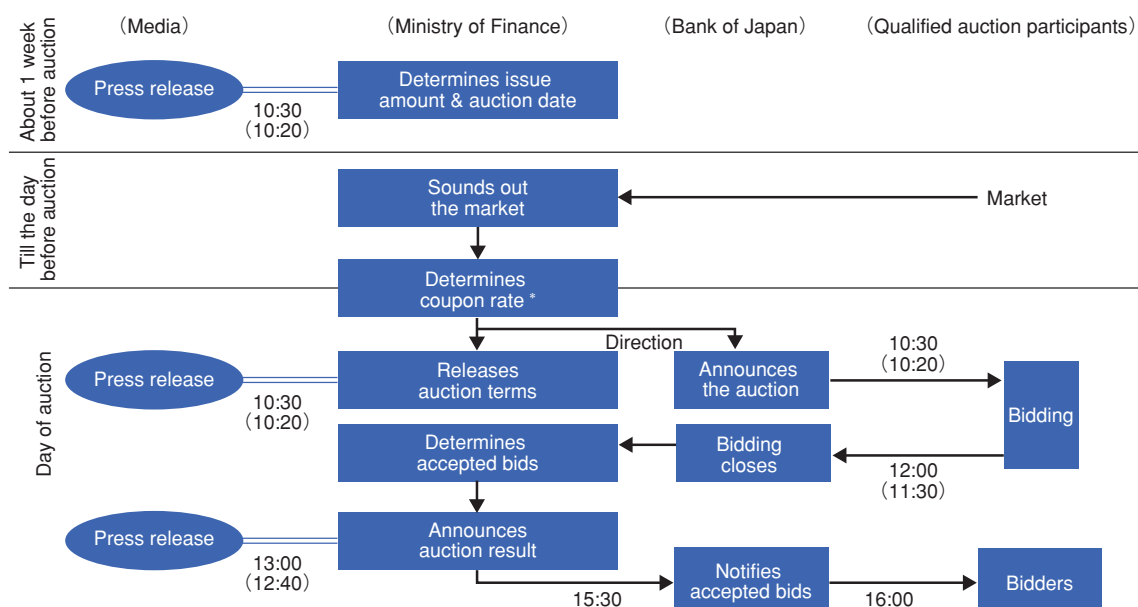 （Media）
（Ministry of Finance）
（Bank of Japan）
（Qualified auction participants）
About 1 week
before auction
Press release
10:30
（10:20）
Determines issue
amount & auction date
Till the day
before auction
Sounds out
the market
Market
Determines
coupon rate *
Day of auction
Direction
Press release
10:30
（10:20）
Releases
auction terms
Announces
the auction
10:30
（10:20）
Bidding
Determines
accepted bids
Bidding
closes
12:00
（11:30）
Press release
13:00
（12:40）
Announces
auction result
15:30
Notifies
accepted bids
16:00
Bidders